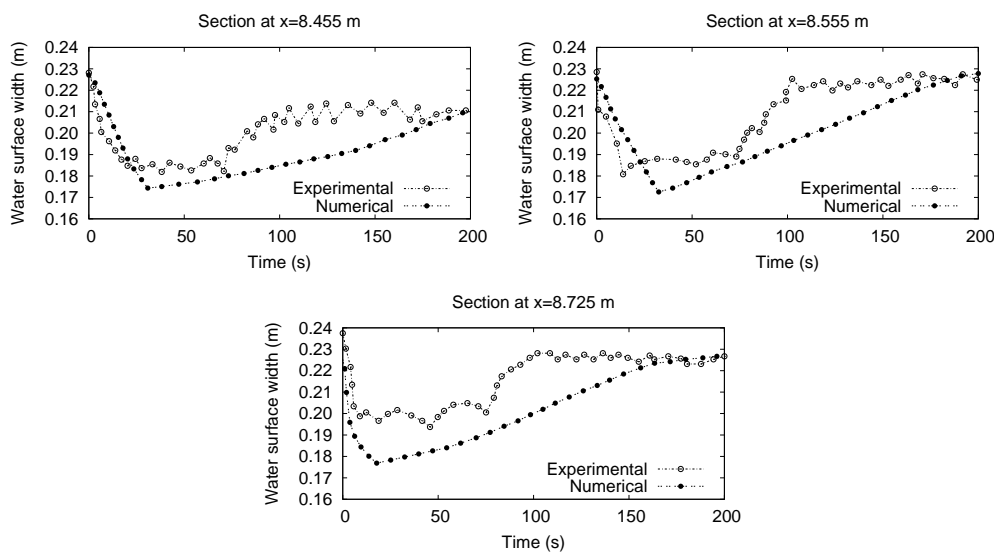 Section at x=8.455 m
Water surface width (m)
0.24
0.23
0.22
0.21
0.20
0.19
0.18
0.17
0.16
Experimental
Numerical
0 50 100 150 200
Time (s)
Section at x=8.555 m
Water surface width (m)
0.24
0.23
0.22
0.21
0.20
0.19
0.18
0.17
0.16
Experimental
Numerical
0 50 100 150 200
Time (s)
Section at x=8.725 m
Water surface width (m)
0.24
0.23
0.22
0.21
0.20
0.19
0.18
0.17
0.16
Experimental
Numerical
0 50 100 150 200
Time (s)